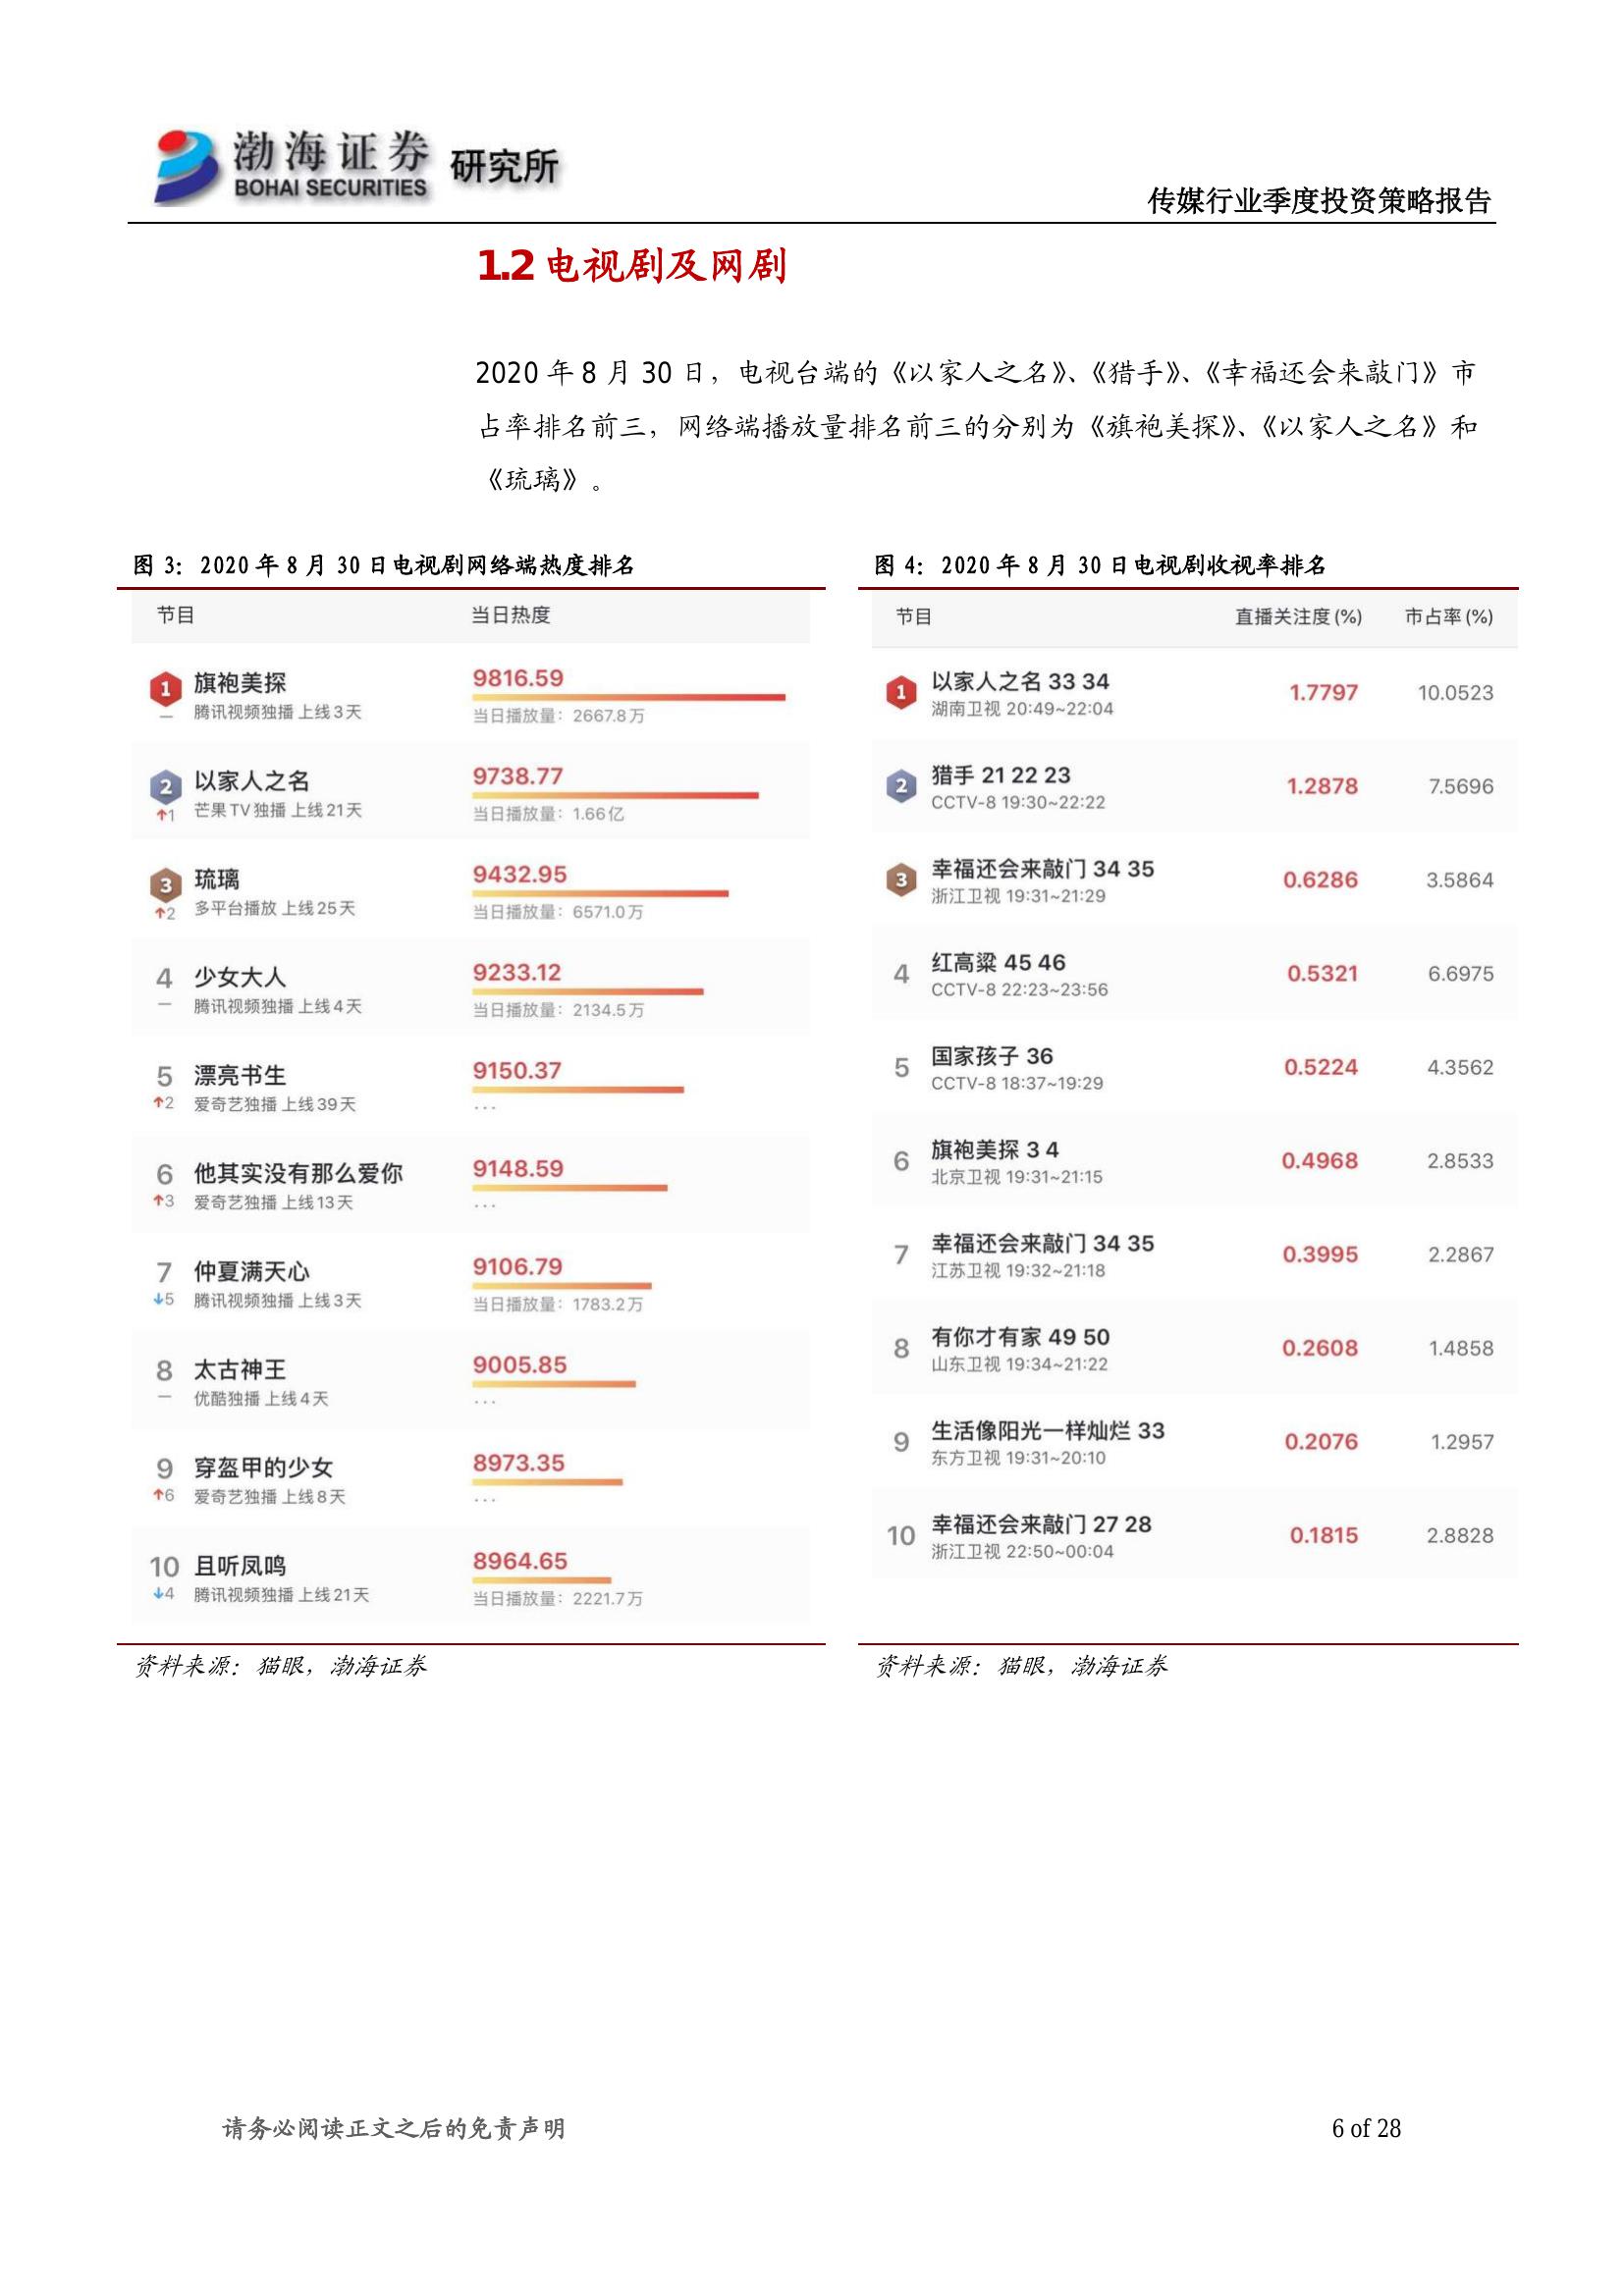 渤海证券 研究所
BOHAI SECURITIES
传媒行业季度投资策略报告
1.2 电视剧及网剧
2020 年 8 月 30 日，电视台端的《以家人之名》、《猎手》、《幸福还会来敲门》市
占率排名前三，网络端播放量排名前三的分别为《旗袍美探》、《以家人之名》和
《琉璃》。
图 3：2020 年 8 月 30 日电视剧网络端热度排名
节目 当日热度
1 旗袍美探 9816.59
— 腾讯视频独播 上线3天 当日播放量：2667.8万
2 以家人之名 9738.77
↑1 芒果TV独播 上线21天 当日播放量：1.66亿
3 琉璃 9432.95
↑2 多平台播放 上线25天 当日播放量：6571.0万
4 少女大人 9233.12
— 腾讯视频独播 上线4天 当日播放量：2134.5万
5 漂亮书生 9150.37
↑2 爱奇艺独播 上线39天 ...
6 他其实没有那么爱你 9148.59
↑3 爱奇艺独播 上线13天 ...
7 仲夏满天心 9106.79
↓5 腾讯视频独播 上线3天 当日播放量：1783.2万
8 太古神王 9005.85
— 优酷独播 上线4天 ...
9 穿盔甲的少女 8973.35
↑6 爱奇艺独播 上线8天 ...
10 且听凤鸣 8964.65
↓4 腾讯视频独播 上线21天 当日播放量：2221.7万
资料来源：猫眼，渤海证券
图 4：2020 年 8 月 30 日电视剧收视率排名
节目 直播关注度(%) 市占率(%)
1 以家人之名 33 34 1.7797 10.0523
湖南卫视 20:49~22:04
2 猎手 21 22 23 1.2878 7.5696
CCTV-8 19:30~22:22
3 幸福还会来敲门 34 35 0.6286 3.5864
浙江卫视 19:31~21:29
4 红高粱 45 46 0.5321 6.6975
CCTV-8 22:23~23:56
5 国家孩子 36 0.5224 4.3562
CCTV-8 18:37~19:29
6 旗袍美探 3 4 0.4968 2.8533
北京卫视 19:31~21:15
7 幸福还会来敲门 34 35 0.3995 2.2867
江苏卫视 19:32~21:18
8 有你才有家 49 50 0.2608 1.4858
山东卫视 19:34~21:22
9 生活像阳光一样灿烂 33 0.2076 1.2957
东方卫视 19:31~20:10
10 幸福还会来敲门 27 28 0.1815 2.8828
浙江卫视 22:50~00:04
资料来源：猫眼，渤海证券
请务必阅读正文之后的免责声明 6 of 28